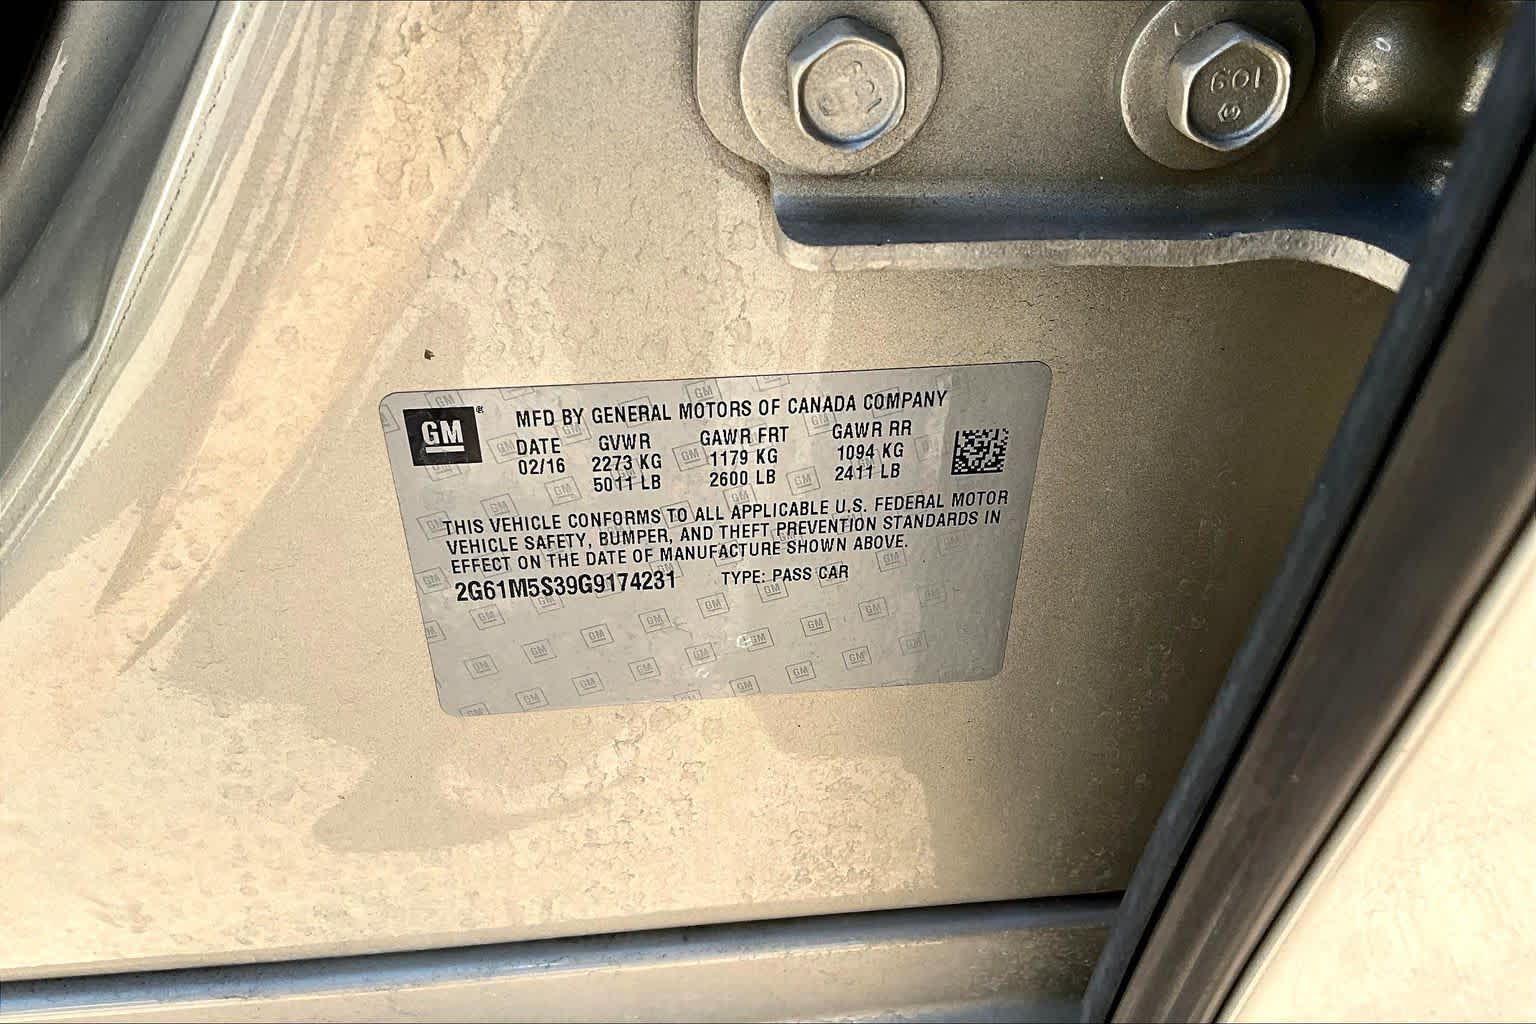 109
109
GM®
MFD BY GENERAL MOTORS OF CANADA COMPANY
DATE GVWR GAWR FRT GAWR RR
02/16 2273 KG 1179 KG 1094 KG
5011 LB 2600 LB 2411 LB
THIS VEHICLE CONFORMS TO ALL APPLICABLE U.S. FEDERAL MOTOR
VEHICLE SAFETY, BUMPER, AND THEFT PREVENTION STANDARDS IN
EFFECT ON THE DATE OF MANUFACTURE SHOWN ABOVE.
2G61M5S39G9174231 TYPE: PASS CAR